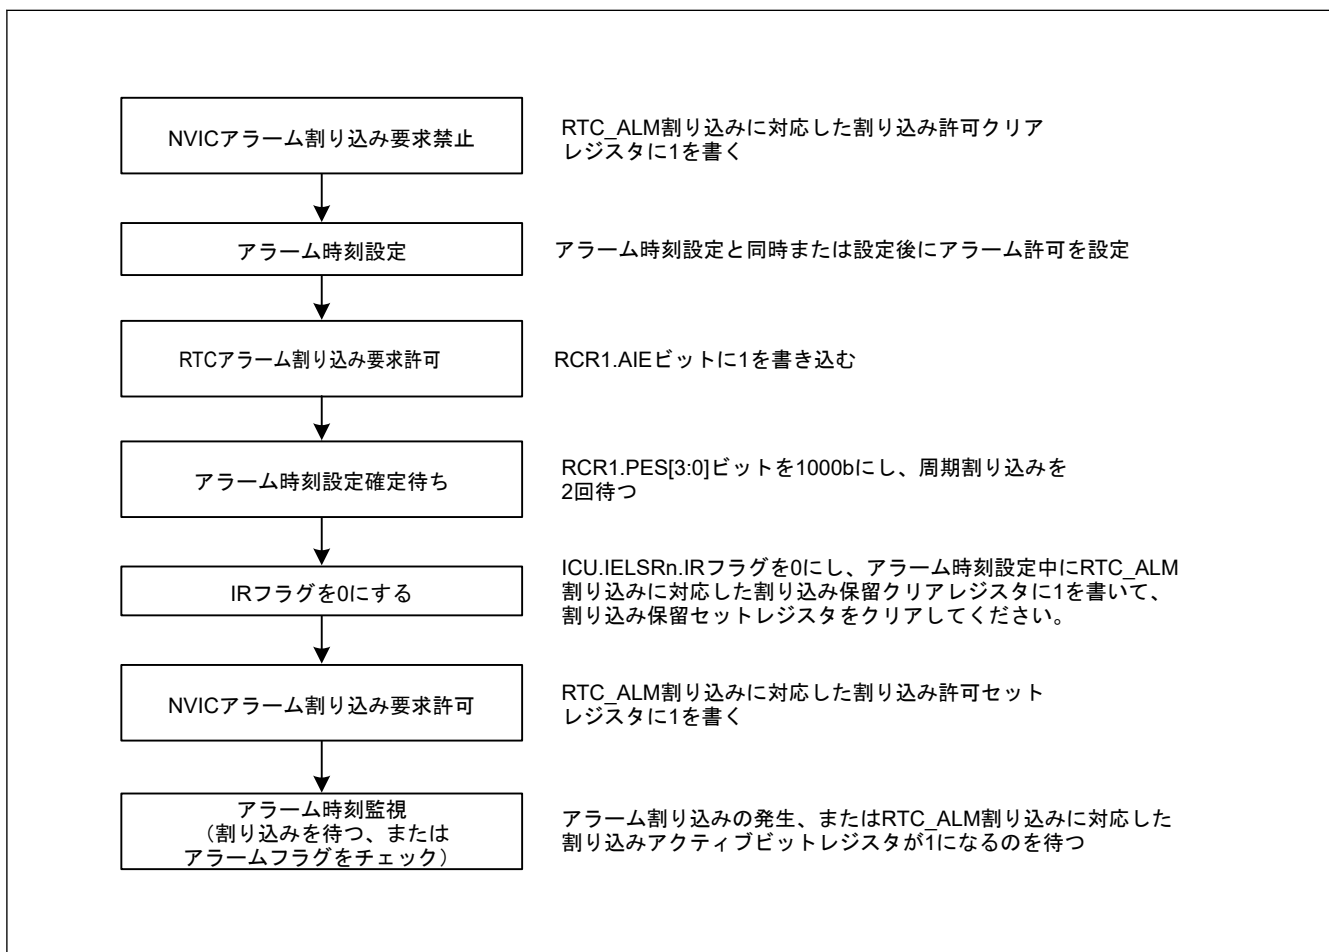 NVICアラーム割り込み要求禁止
RTC_ALM割り込みに対応した割り込み許可クリア
レジスタに1を書く
アラーム時刻設定
アラーム時刻設定と同時または設定後にアラーム許可を設定
RTCアラーム割り込み要求許可
RCR1.AIEビットに1を書き込む
アラーム時刻設定確定待ち
RCR1.PES[3:0]ビットを1000bにし、周期割り込みを
2回待つ
IRフラグを0にする
ICU.IELSRn.IRフラグを0にし、アラーム時刻設定中にRTC_ALM
割り込みに対応した割り込み保留クリアレジスタに1を書いて、
割り込み保留セットレジスタをクリアしてください。
NVICアラーム割り込み要求許可
RTC_ALM割り込みに対応した割り込み許可セット
レジスタに1を書く
アラーム時刻監視
（割り込みを待つ、または
アラームフラグをチェック）
アラーム割り込みの発生、またはRTC_ALM割り込みに対応した
割り込みアクティブビットレジスタが1になるのを待つ